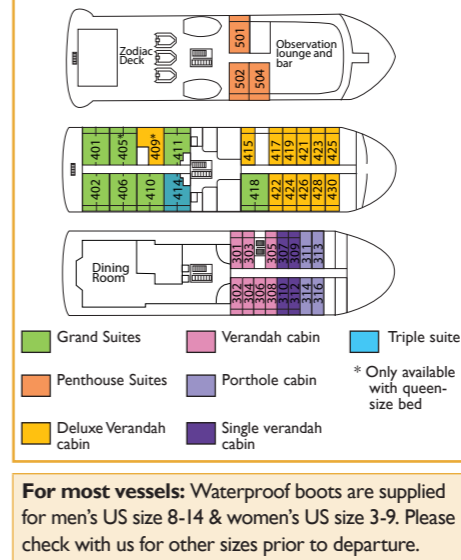 501
Zodiac
Deck
Observation
lounge and
bar
502 504
401 405* 409* 411 415 417 419 421 423 425
402 406 410 414 418 422 424 426 428 430
301 303 305 307 309 311 313
Dining
Room
302 304 306 308 310 312 314 316
Grand Suites
Verandah cabin
Triple suite
Penthouse Suites
Porthole cabin
* Only available
with queen-
size bed
Deluxe Verandah
cabin
Single verandah
cabin
For most vessels: Waterproof boots are supplied
for men's US size 8-14 & women's US size 3-9. Please
check with us for other sizes prior to departure.